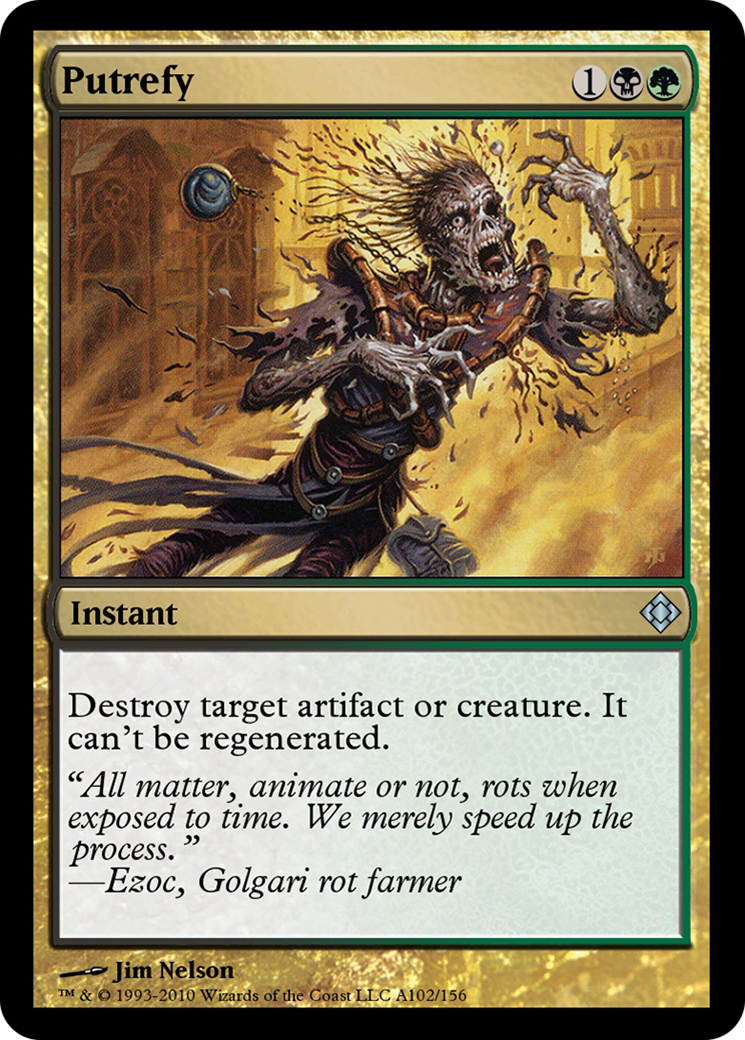 Putrefy 1
Instant
Destroy target artifact or creature. It
can't be regenerated.
“All matter, animate or not, rots when
exposed to time. We merely speed up the
process.”
—Ezoc, Golgari rot farmer
Jim Nelson
™ & © 1993-2010 Wizards of the Coast LLC A102/156